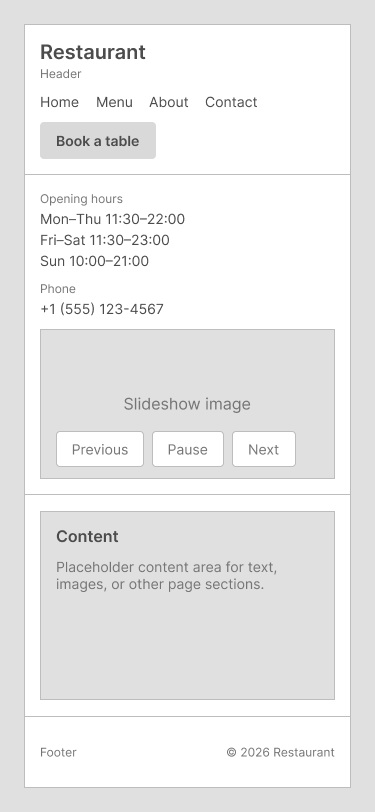 Restaurant
Header
Home Menu About Contact
Book a table
Opening hours
Mon–Thu 11:30–22:00
Fri–Sat 11:30–23:00
Sun 10:00–21:00
Phone
+1 (555) 123-4567
Slideshow image
Previous Pause Next
Content
Placeholder content area for text,
images, or other page sections.
Footer © 2026 Restaurant